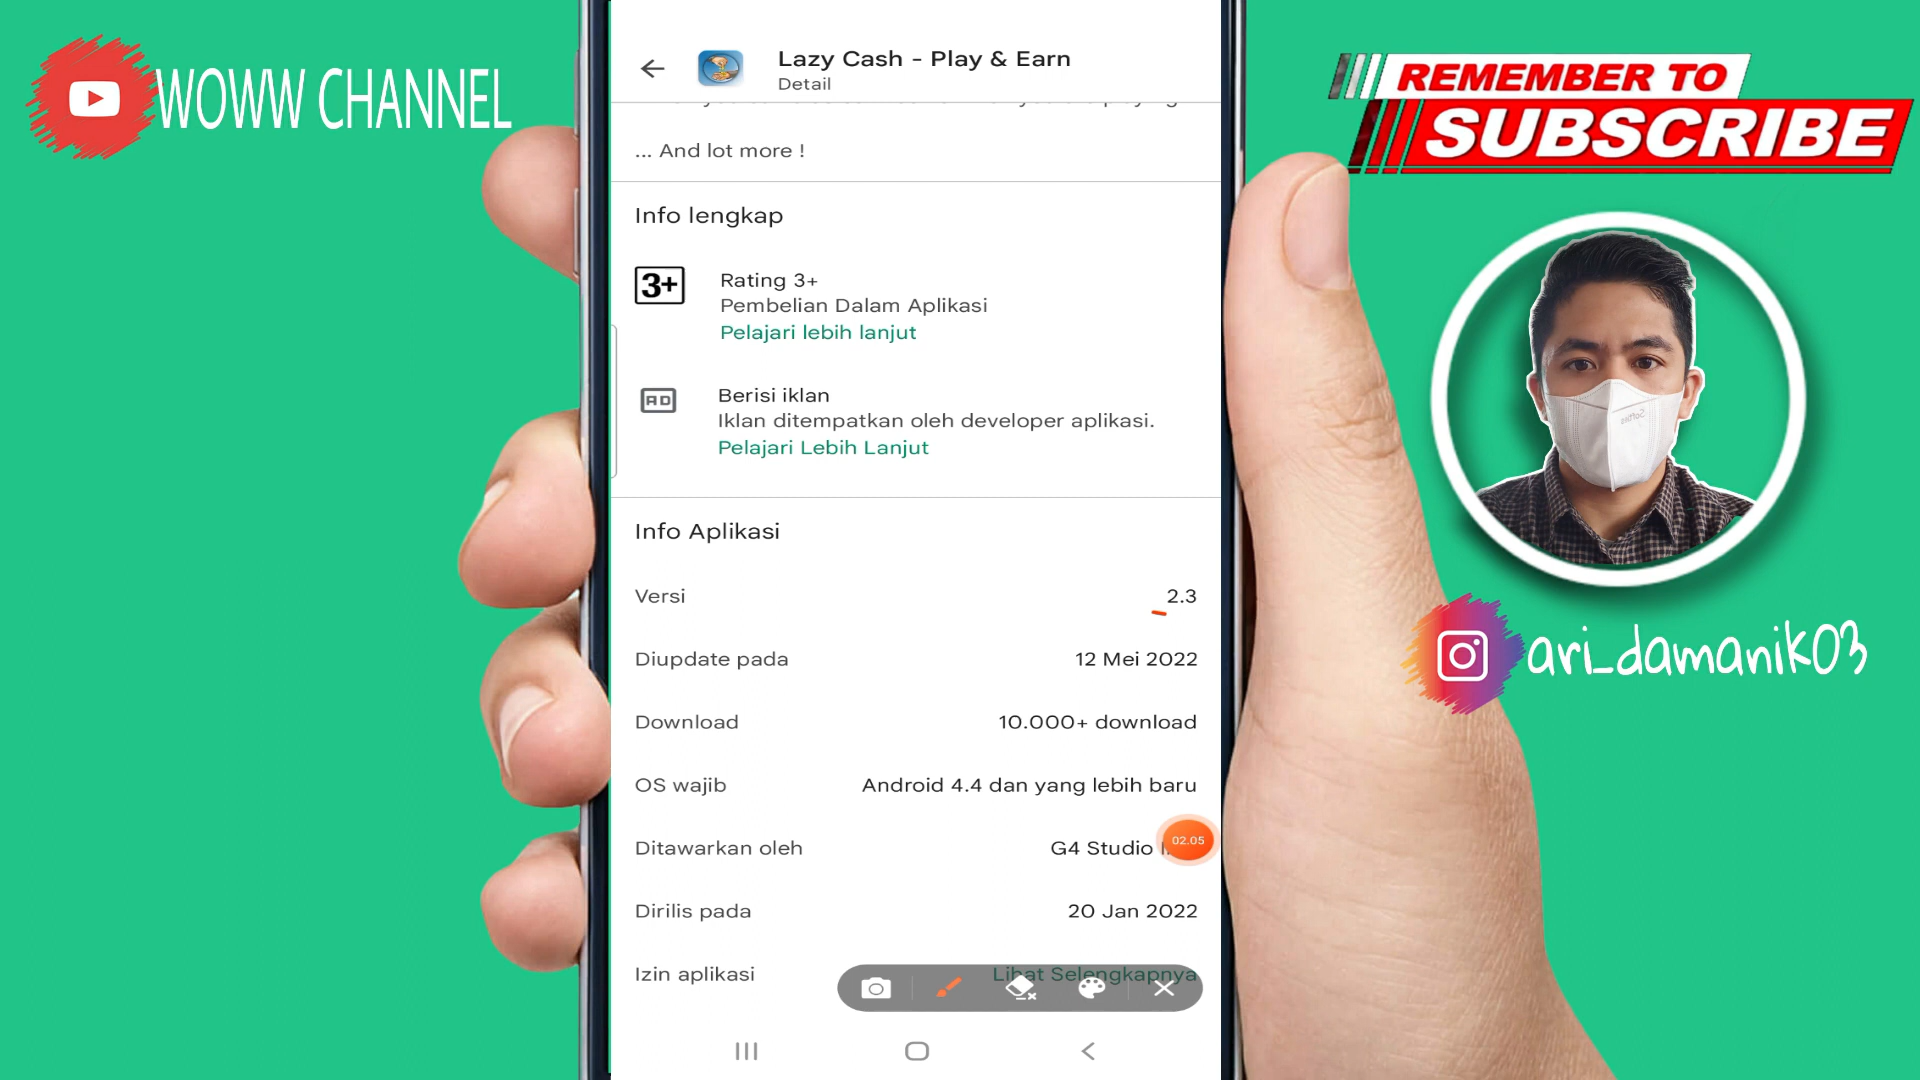 WOWW CHANNEL
REMEMBER TO
SUBSCRIBE
ari_damanik03
Lazy Cash - Play & Earn
Detail
... And lot more !
Info lengkap
3+
Rating 3+
Pembelian Dalam Aplikasi
Pelajari lebih lanjut
AD
Berisi iklan
Iklan ditempatkan oleh developer aplikasi.
Pelajari Lebih Lanjut
Info Aplikasi
Versi 2.3
Diupdate pada 12 Mei 2022
Download 10.000+ download
OS wajib Android 4.4 dan yang lebih baru
Ditawarkan oleh G4 Studio
02.05
Dirilis pada 20 Jan 2022
Izin aplikasi Lihat Selengkapnya